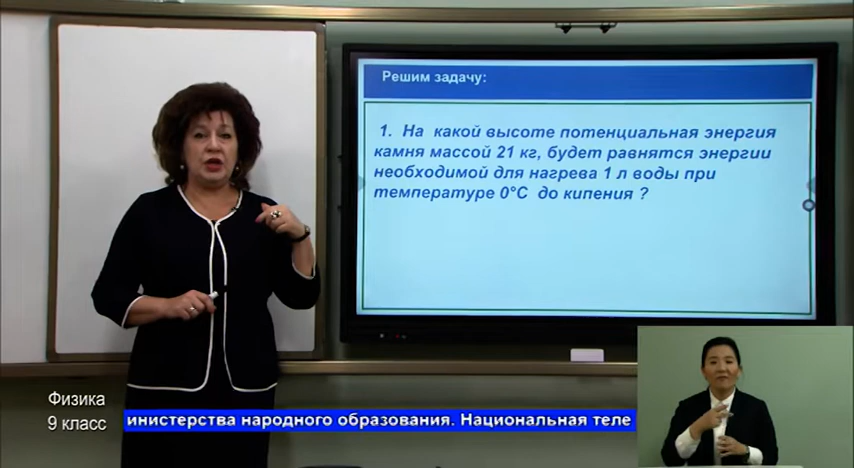 Решим задачу:
1. На какой высоте потенциальная энергия
камня массой 21 кг, будет равнятся энергии
необходимой для нагрева 1 л воды при
температуре 0°C до кипения ?
Физика
9 класс
инистерства народного образования. Национальная теле